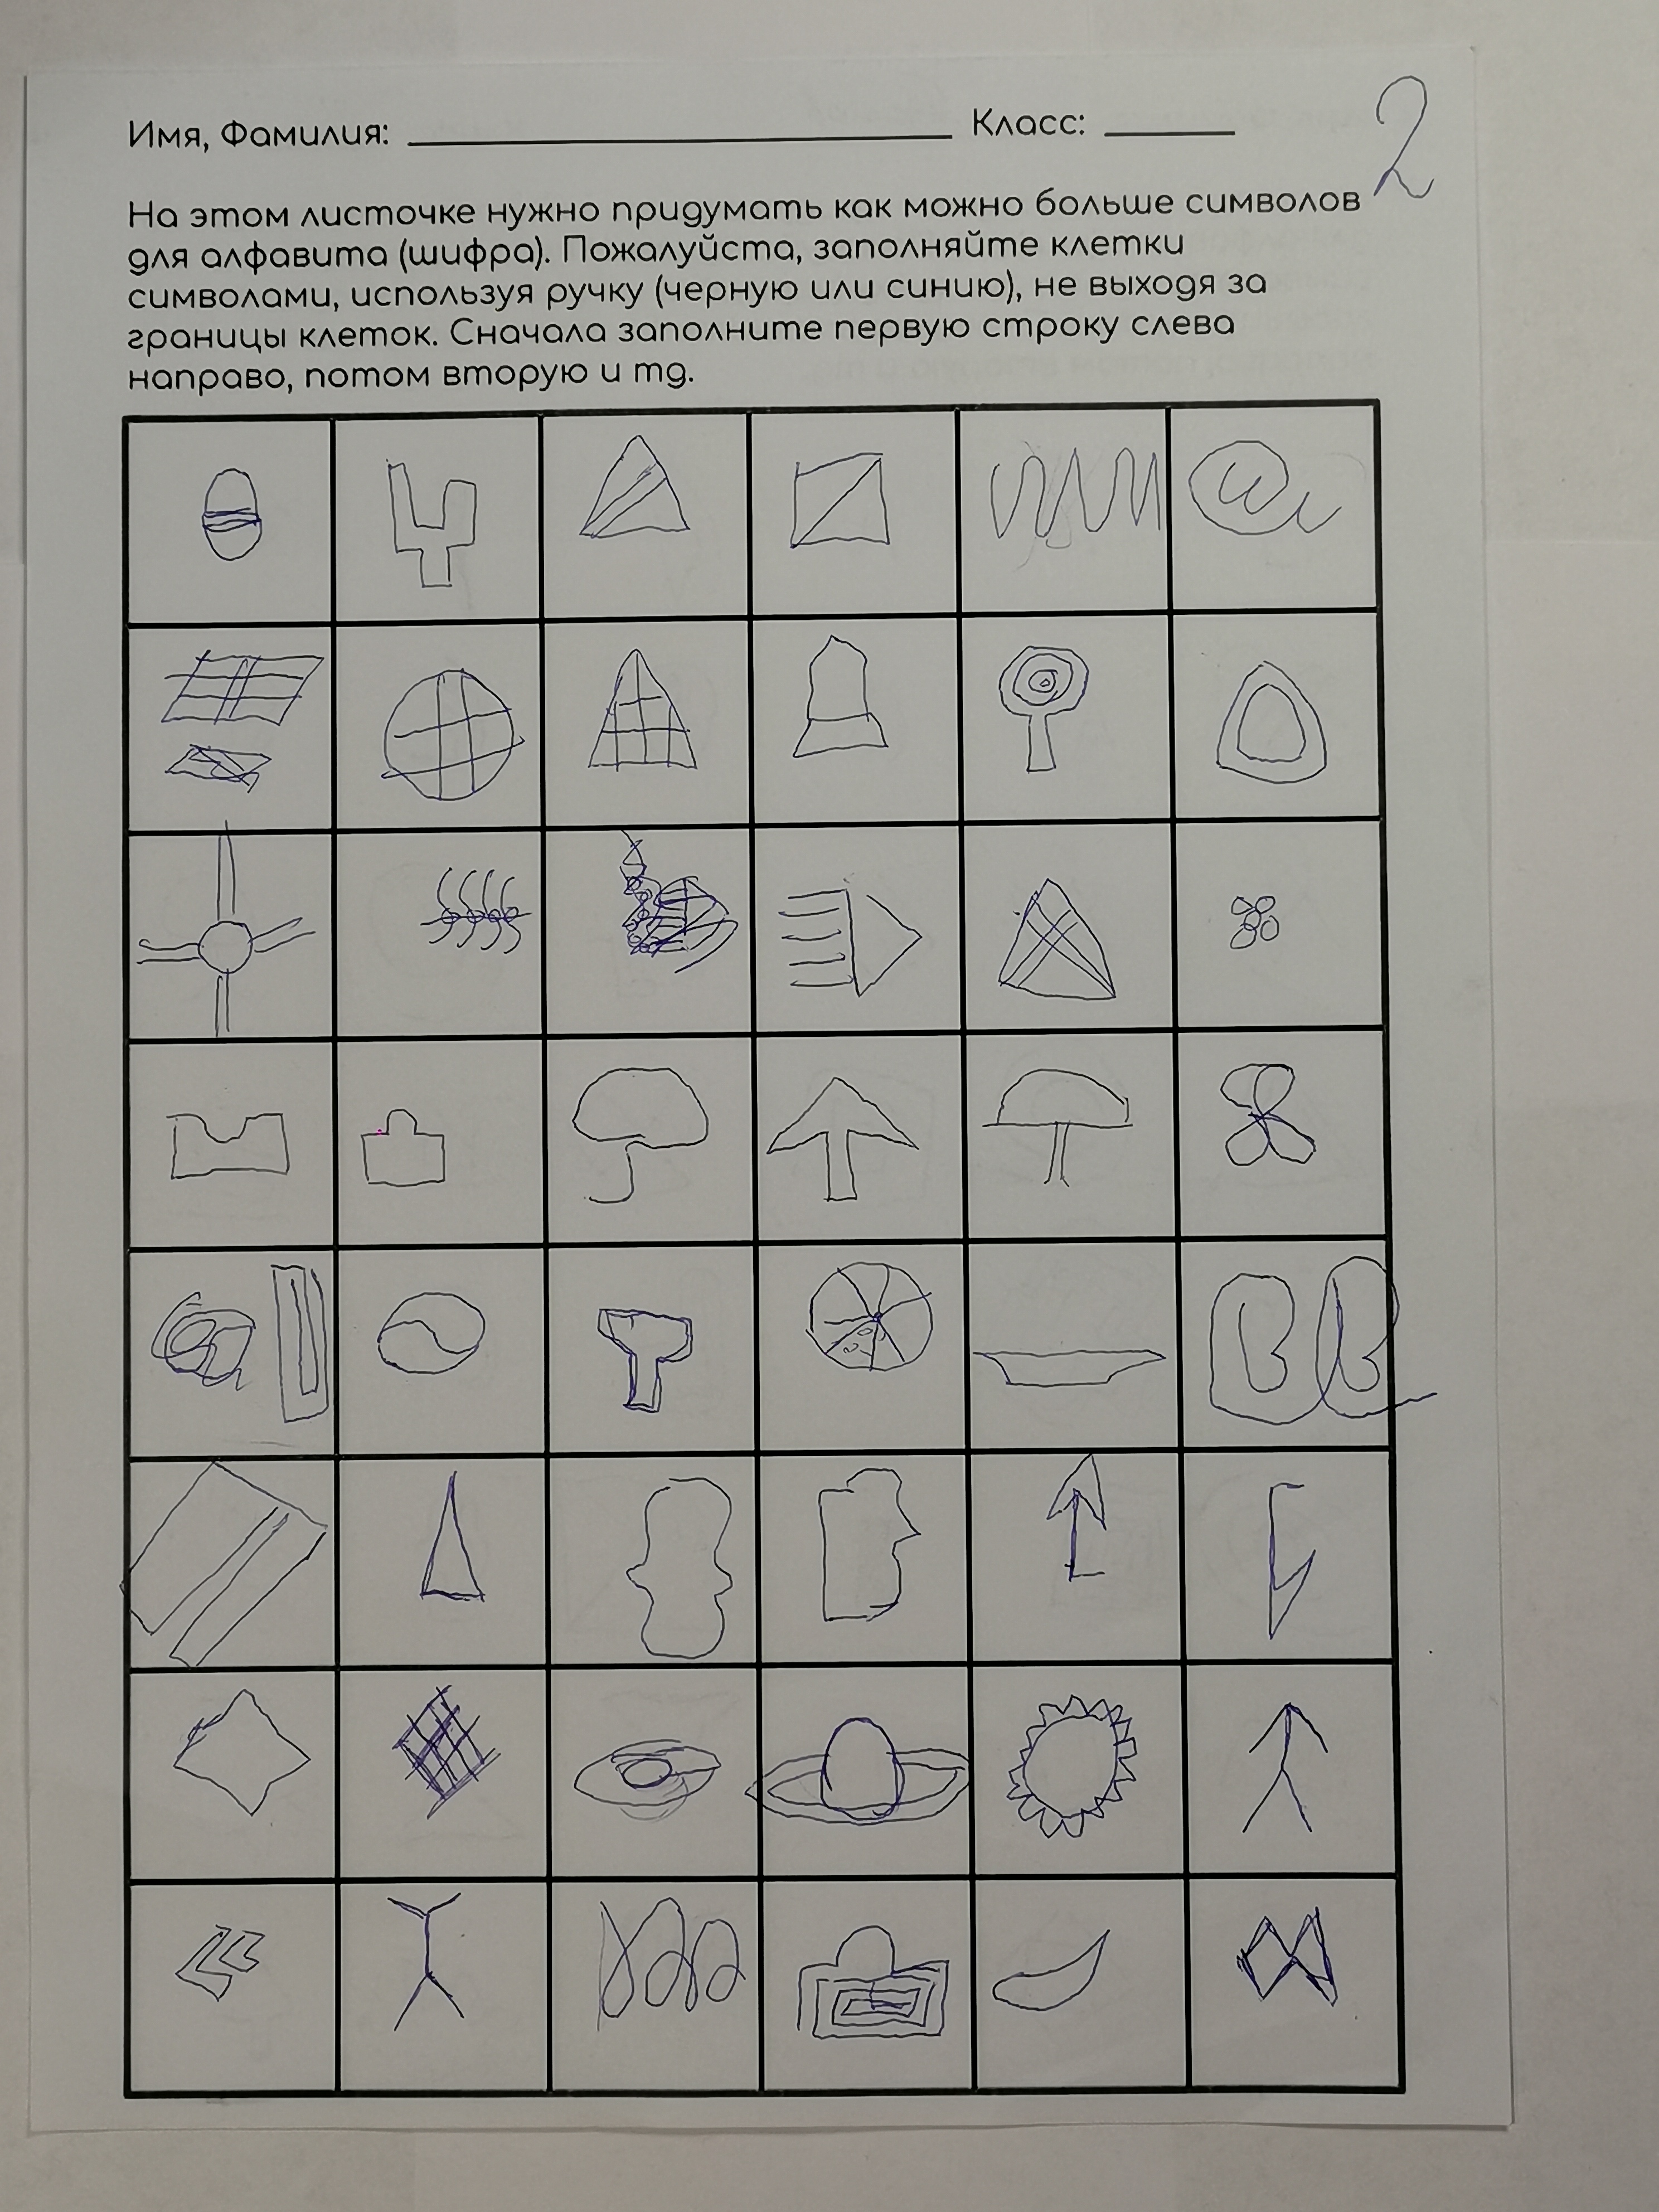 Имя, Фамилия: ________________ Класс: ______ 2
На этом листочке нужно придумать как можно больше символов
для алфавита (шифра). Пожалуйста, заполняйте клетки
символами, используя ручку (черную или синию), не выходя за
границы клеток. Сначала заполните первую строку слева
направо, потом вторую и тд.